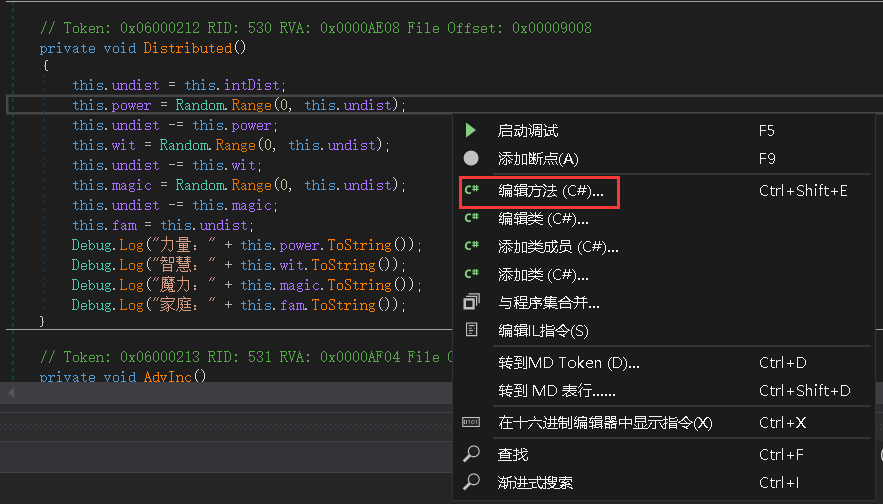 // Token: 0x06000212 RID: 530 RVA: 0x0000AE08 File Offset: 0x00009008
private void Distributed()
{
this.undist = this.intDist;
this.power = Random.Range(0, this.undist);
this.undist -= this.power;
this.wit = Random.Range(0, this.undist);
this.undist -= this.wit;
this.magic = Random.Range(0, this.undist);
this.undist -= this.magic;
this.fam = this.undist;
Debug.Log("力量：" + this.power.ToString());
Debug.Log("智慧：" + this.wit.ToString());
Debug.Log("魔力：" + this.magic.ToString());
Debug.Log("家庭：" + this.fam.ToString());
}
// Token: 0x06000213 RID: 531 RVA: 0x0000AF04 File
private void AdvInc()
启动调试 F5
添加断点(A) F9
C# 编辑方法 (C#)... Ctrl+Shift+E
C# 编辑类 (C#)...
C# 添加类成员 (C#)...
C# 添加类 (C#)...
与程序集合并...
编辑IL指令(S)
转到MD Token (D)... Ctrl+D
转到 MD 表行...... Ctrl+Shift+D
在十六进制编辑器中显示指令(X) Ctrl+X
查找 Ctrl+F
渐进式搜索 Ctrl+I